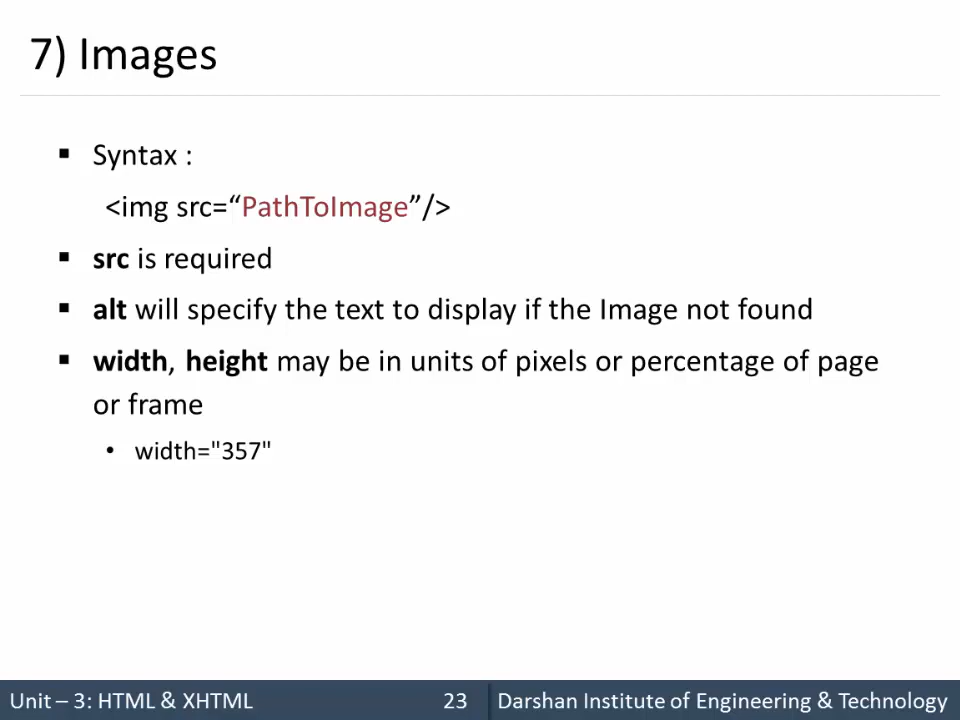 7) Images
▪ Syntax :
<img src=“PathToImage”/>
▪ src is required
▪ alt will specify the text to display if the Image not found
▪ width, height may be in units of pixels or percentage of page
or frame
• width="357"
Unit – 3: HTML & XHTML 23 Darshan Institute of Engineering & Technology